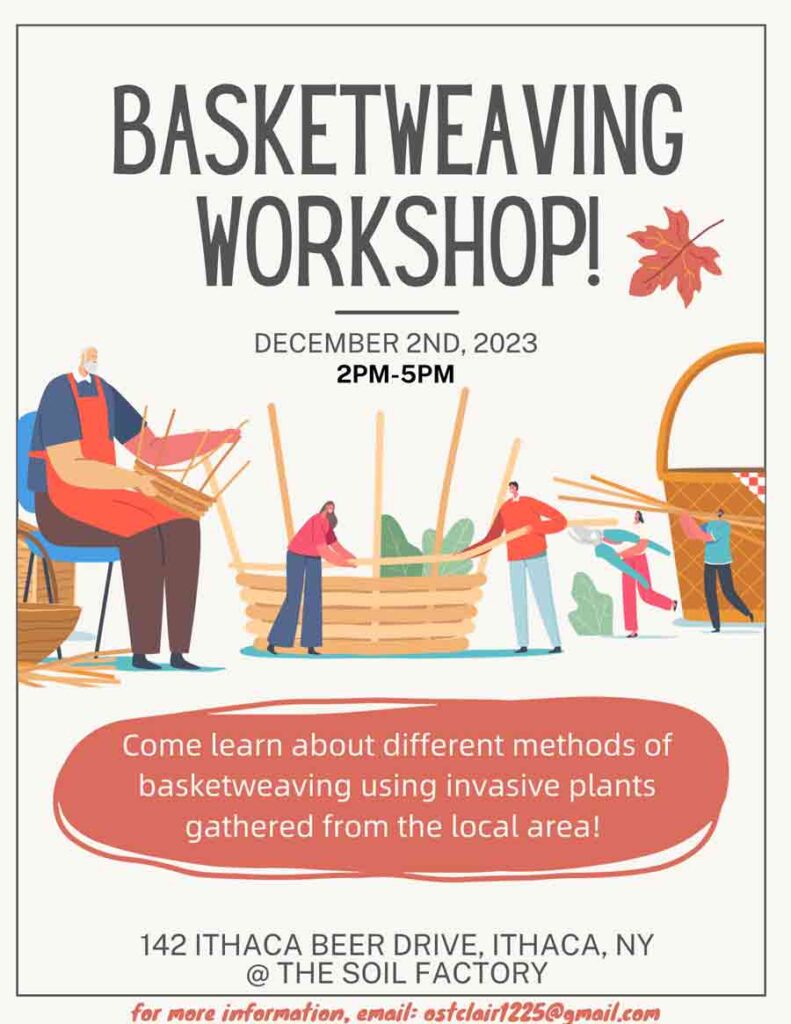 BASKETWEAVING
WORKSHOP!
DECEMBER 2ND, 2023
2PM-5PM
Come learn about different methods of
basketweaving using invasive plants
gathered from the local area!
142 ITHACA BEER DRIVE, ITHACA, NY
@ THE SOIL FACTORY
for more information, email: ostclair1225@gmail.com